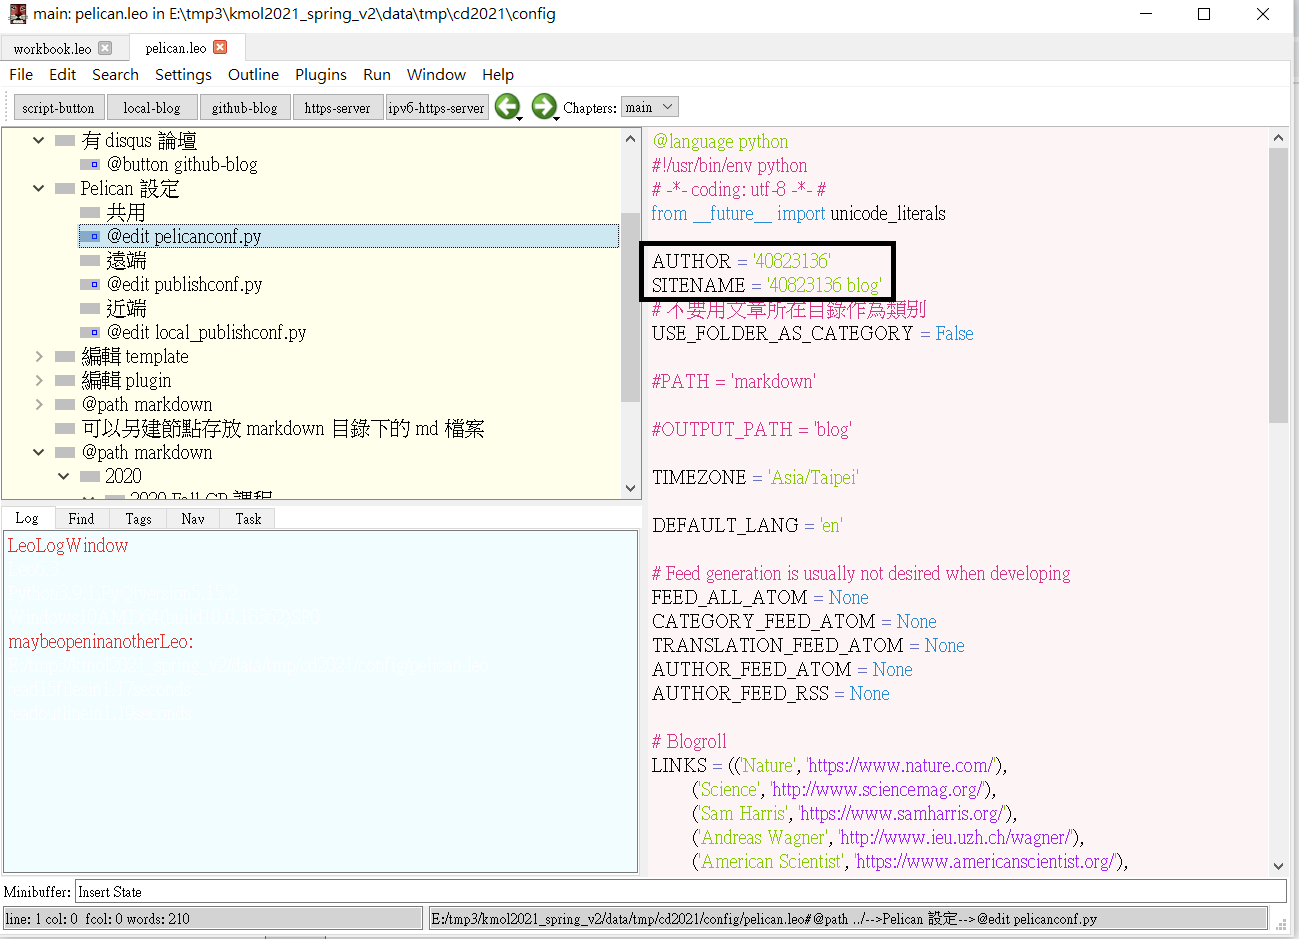 main: pelican.leo in E:\tmp3\kmol2021_spring_v2\data\tmp\cd2021\config
workbook.leo pelican.leo
File Edit Search Settings Outline Plugins Run Window Help
script-button local-blog github-blog https-server ipv6-https-server Chapters: main
有 disqus 論壇
@button github-blog
Pelican 設定
共用
@edit pelicanconf.py
遠端
@edit publishconf.py
近端
@edit local_publishconf.py
編輯 template
編輯 plugin
@path markdown
可以另建節點存放 markdown 目錄下的 md 檔案
@path markdown
2020
2020 Fall CP 課程
Log Find Tags Nav Task
LeoLogWindow
maybeopeninanotherLeo:
@language python
#!/usr/bin/env python
# -*- coding: utf-8 -*- #
from __future__ import unicode_literals
AUTHOR = '40823136'
SITENAME = '40823136 blog'
# 不要用文章所在目錄作為類別
USE_FOLDER_AS_CATEGORY = False
#PATH = 'markdown'
#OUTPUT_PATH = 'blog'
TIMEZONE = 'Asia/Taipei'
DEFAULT_LANG = 'en'
# Feed generation is usually not desired when developing
FEED_ALL_ATOM = None
CATEGORY_FEED_ATOM = None
TRANSLATION_FEED_ATOM = None
AUTHOR_FEED_ATOM = None
AUTHOR_FEED_RSS = None
# Blogroll
LINKS = (('Nature', 'https://www.nature.com/'),
('Science', 'http://www.sciencemag.org/'),
('Sam Harris', 'https://www.samharris.org/'),
('Andreas Wagner', 'http://www.ieu.uzh.ch/wagner/'),
('American Scientist', 'https://www.americanscientist.org/'),
Minibuffer: Insert State
line: 1 col: 0 fcol: 0 words: 210
E:/tmp3/kmol2021_spring_v2/data/tmp/cd2021/config/pelican.leo#@path ../-->Pelican 設定-->@edit pelicanconf.py